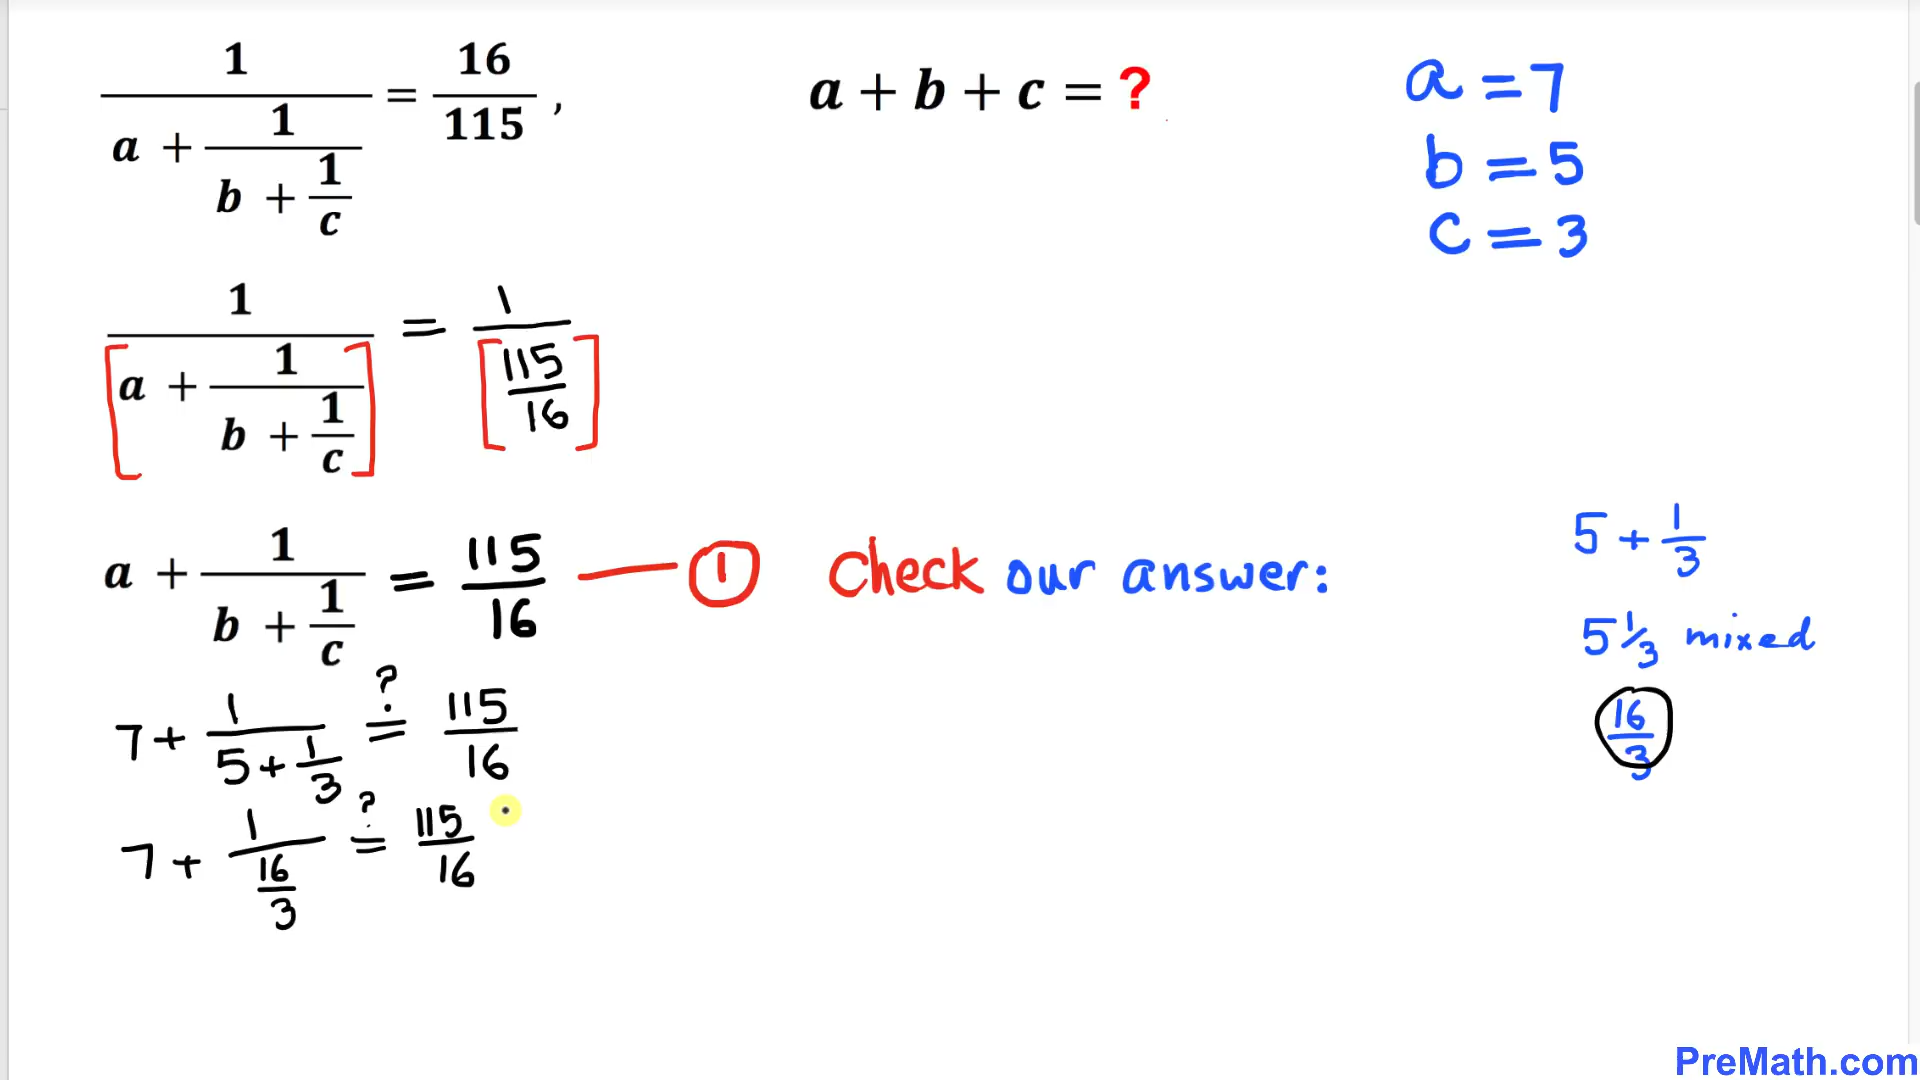 1/(a + 1/(b + 1/c)) = 16/115 ,
a + b + c = ?
a = 7
b = 5
c = 3
1/[a + 1/(b + 1/c)] = 1/[115/16]
a + 1/(b + 1/c) = 115/16 — ①
Check our answer:
7 + 1/(5 + 1/3) ?= 115/16
7 + 1/(16/3) ?= 115/16
5 + 1/3
5 1/3 mixed
16/3
PreMath.com